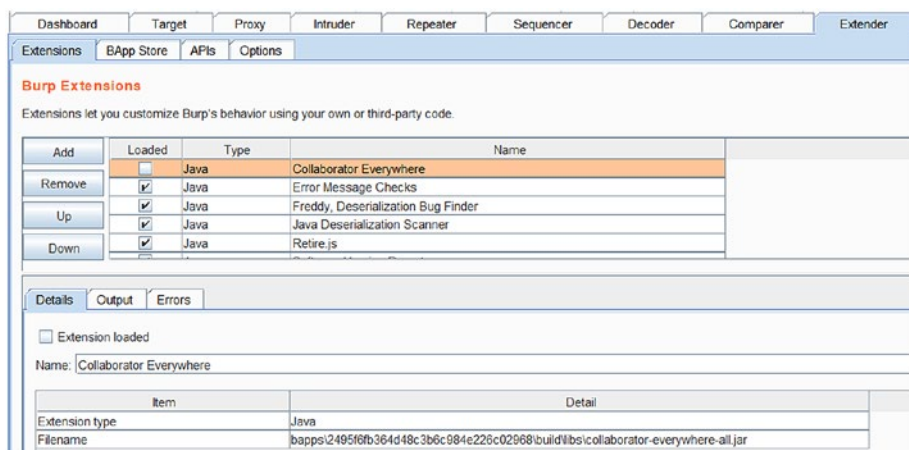 Dashboard Target Proxy Intruder Repeater Sequencer Decoder Comparer Extender
Extensions BApp Store APIs Options
Burp Extensions
Extensions let you customize Burp's behavior using your own or third-party code.
Add Loaded Type Name
Java Collaborator Everywhere
Remove Java Error Message Checks
Java Freddy, Deserialization Bug Finder
Up Java Java Deserialization Scanner
Down Java Retire.js
Details Output Errors
Extension loaded
Name: Collaborator Everywhere
Item Detail
Extension type Java
Filename bapps\2495f6fb364d48c3b6c984e226c02968\build\libs\collaborator-everywhere-all.jar